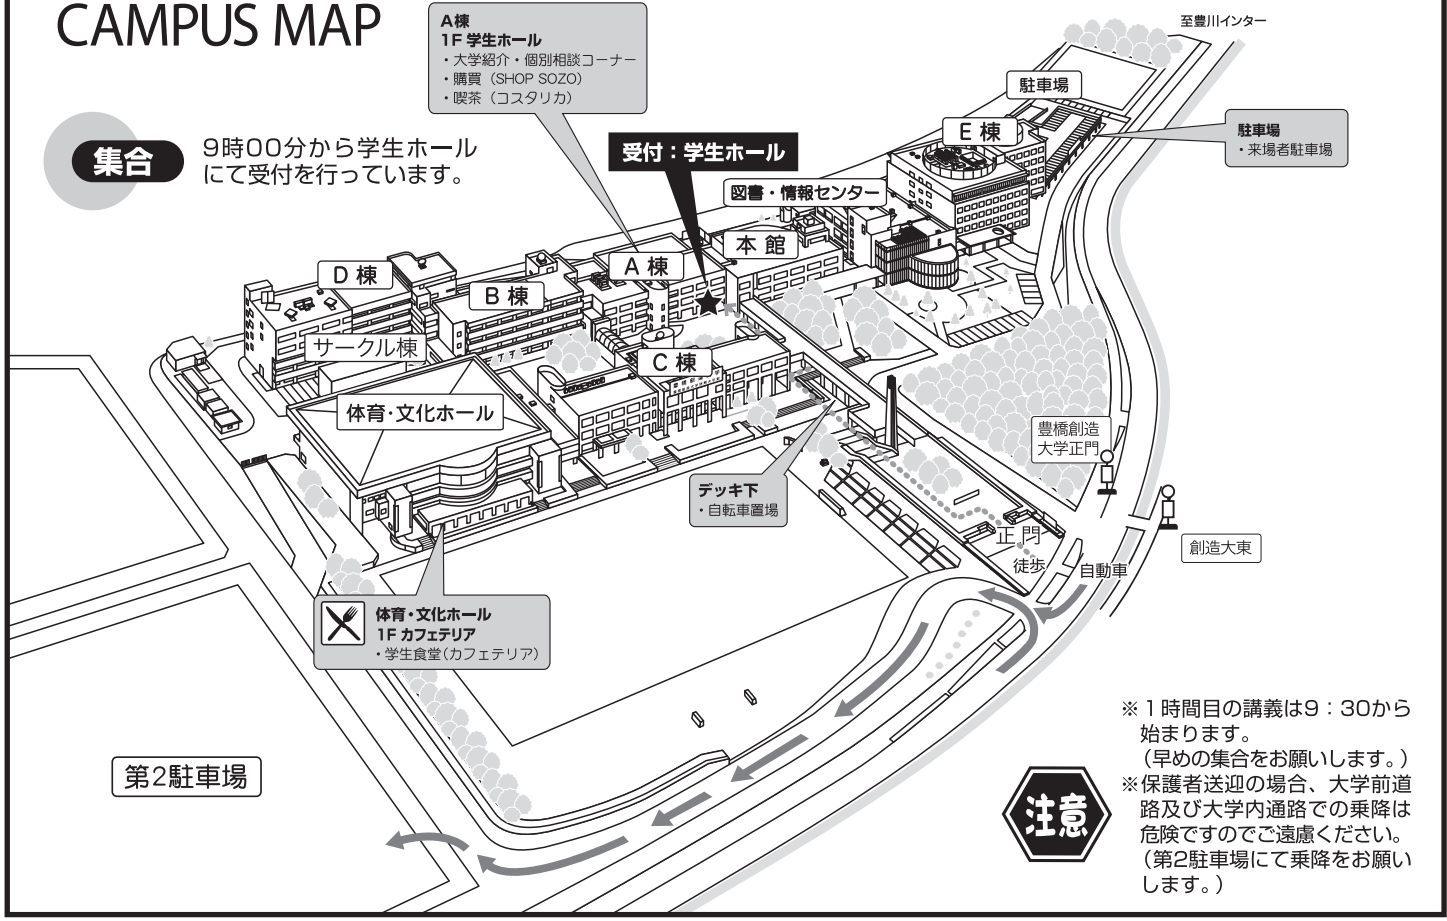 CAMPUS MAP
集合
9時00分から学生ホール
にて受付を行っています。
A棟
1F 学生ホール
・大学紹介・個別相談コーナー
・購買（SHOP SOZO）
・喫茶（コスタリカ）
受付：学生ホール
至豊川インター
駐車場
E 棟
駐車場
・来場者駐車場
図書・情報センター
本 館
A 棟
D 棟
B 棟
サークル棟
C 棟
体育・文化ホール
豊橋創造
大学正門
デッキ下
・自転車置場
正 門
徒歩
自動車
創造大東
体育・文化ホール
1F カフェテリア
・学生食堂（カフェテリア）
第2駐車場
注意
※１時間目の講義は9：30から
始まります。
（早めの集合をお願いします。）
※保護者送迎の場合、大学前道
路及び大学内通路での乗降は
危険ですのでご遠慮ください。
（第2駐車場にて乗降をお願い
します。）